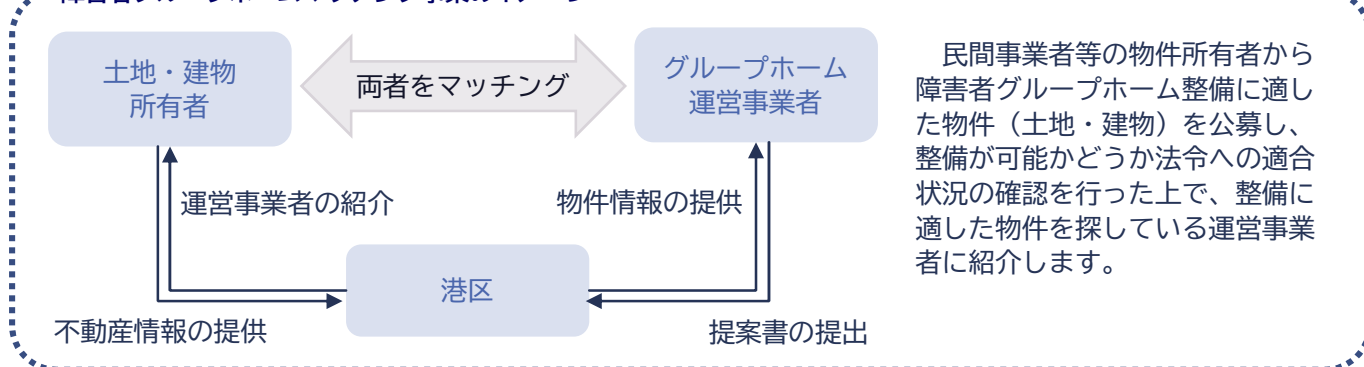 土地・建物
所有者
両者をマッチング
グループホーム
運営事業者
運営事業者の紹介
物件情報の提供
港区
不動産情報の提供
提案書の提出
民間事業者等の物件所有者から
障害者グループホーム整備に適し
た物件（土地・建物）を公募し、
整備が可能かどうか法令への適合
状況の確認を行った上で、整備に
適した物件を探している運営事業
者に紹介します。